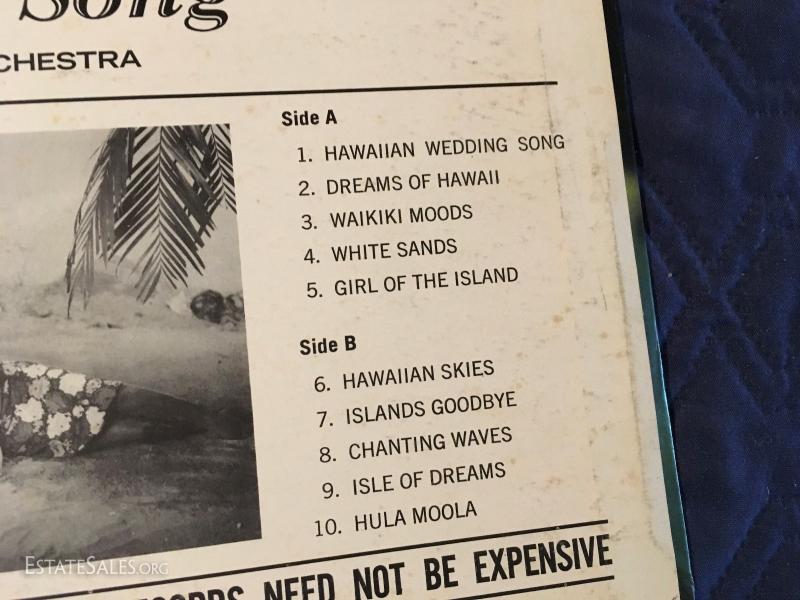 Song
CHESTRA
Side A
1. HAWAIIAN WEDDING SONG
2. DREAMS OF HAWAII
3. WAIKIKI MOODS
4. WHITE SANDS
5. GIRL OF THE ISLAND
Side B
6. HAWAIIAN SKIES
7. ISLANDS GOODBYE
8. CHANTING WAVES
9. ISLE OF DREAMS
10. HULA MOOLA
NEED NOT BE EXPENSIVE
ESTATESALES.ORG